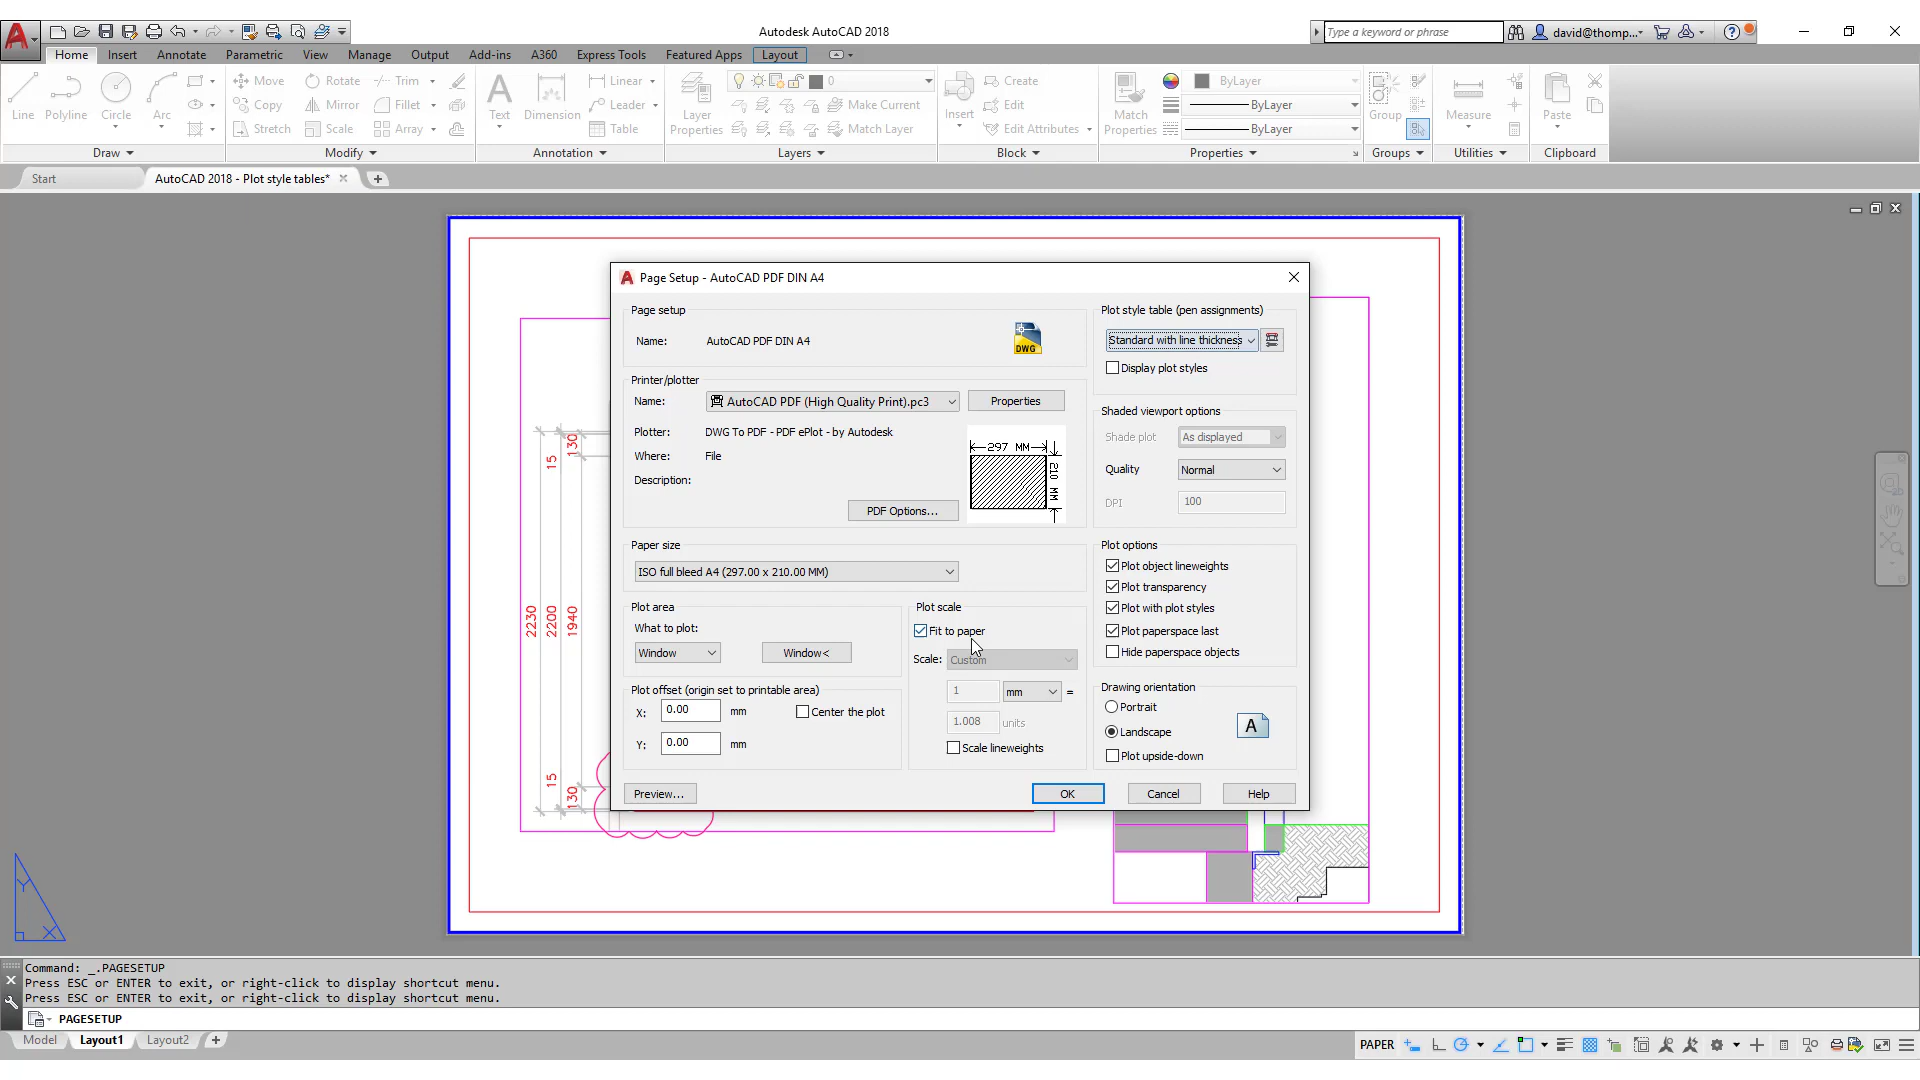 Autodesk AutoCAD 2018
Type a keyword or phrase
david@thomp...
Home Insert Annotate Parametric View Manage Output Add-ins A360 Express Tools Featured Apps Layout
Line Polyline Circle Arc
Move Rotate Trim
Copy Mirror Fillet
Stretch Scale Array
Text Dimension
Linear
Leader
Table
Layer Properties
0
Make Current
Match Layer
Insert
Create
Edit
Edit Attributes
Match Properties
ByLayer
ByLayer
ByLayer
Group
Measure
Paste
Draw Modify Annotation Layers Block Properties Groups Utilities Clipboard
Start AutoCAD 2018 - Plot style tables*
Page Setup - AutoCAD PDF DIN A4
Page setup
Name: AutoCAD PDF DIN A4
DWG
Printer/plotter
Name: AutoCAD PDF (High Quality Print).pc3 Properties
Plotter: DWG To PDF - PDF ePlot - by Autodesk
Where: File
Description:
297 MM
210 MM
PDF Options...
Paper size
ISO full bleed A4 (297.00 x 210.00 MM)
Plot area
What to plot:
Window Window<
Plot offset (origin set to printable area)
X: 0.00 mm Center the plot
Y: 0.00 mm
Plot scale
Fit to paper
Scale: Custom
1 mm =
1.008 units
Scale lineweights
Plot style table (pen assignments)
Standard with line thickness
Display plot styles
Shaded viewport options
Shade plot As displayed
Quality Normal
DPI 100
Plot options
Plot object lineweights
Plot transparency
Plot with plot styles
Plot paperspace last
Hide paperspace objects
Drawing orientation
Portrait
Landscape
Plot upside-down
A
Preview... OK Cancel Help
130
15
2230
2200
1940
15
130
Y
X
Command: _.PAGESETUP
Press ESC or ENTER to exit, or right-click to display shortcut menu.
Press ESC or ENTER to exit, or right-click to display shortcut menu.
PAGESETUP
Model Layout1 Layout2
PAPER